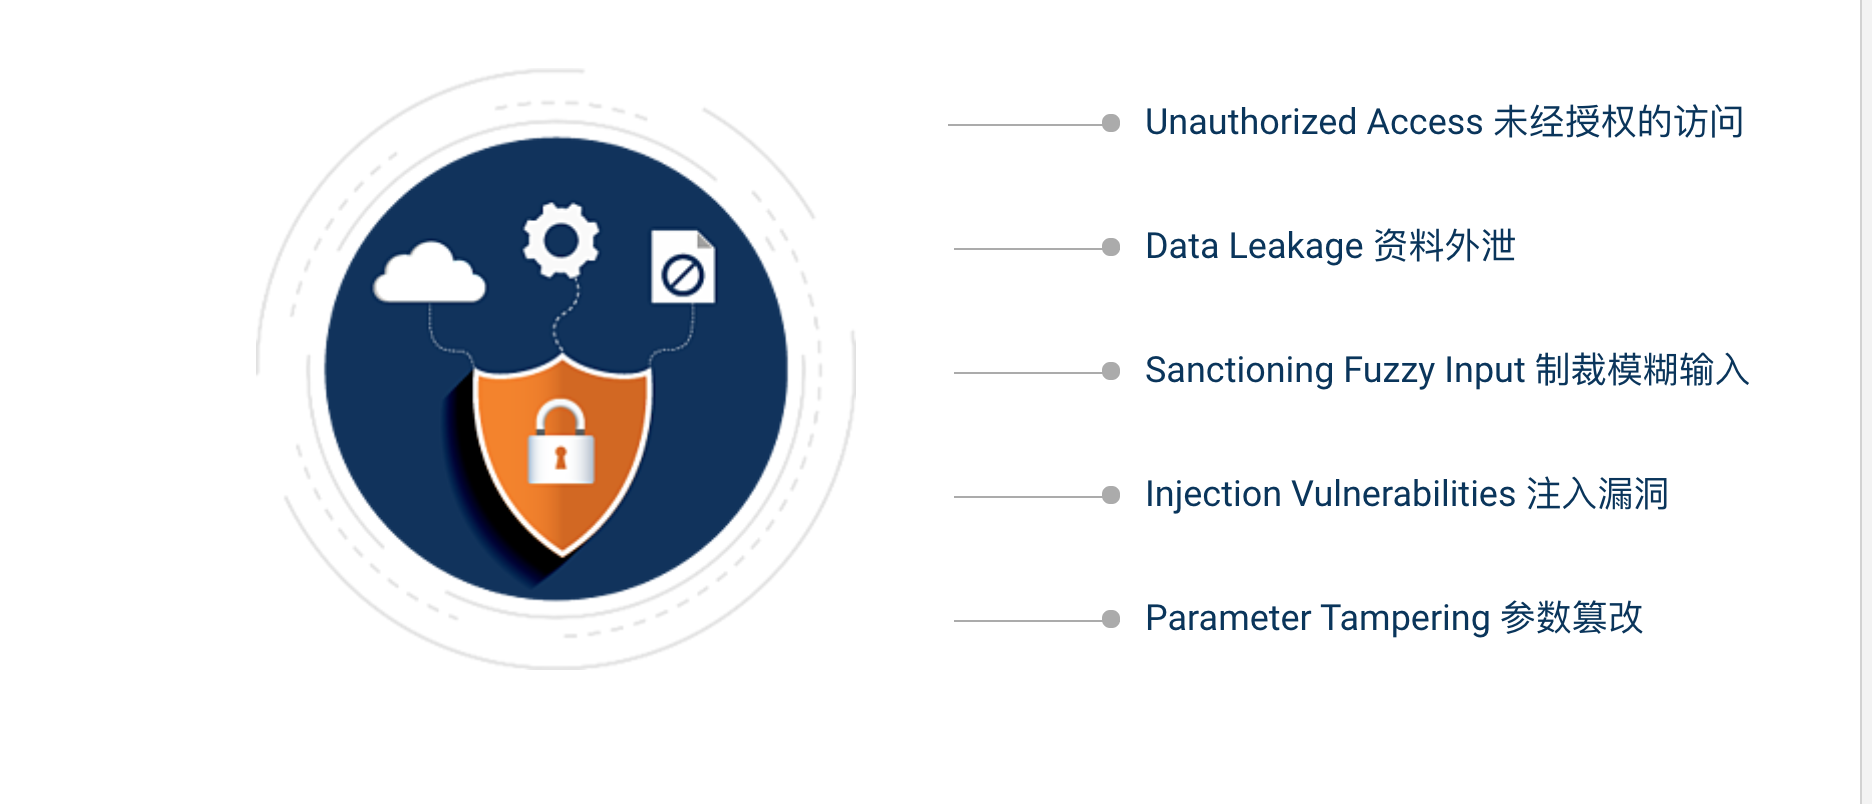 Unauthorized Access 未经授权的访问
Data Leakage 资料外泄
Sanctioning Fuzzy Input 制裁模糊输入
Injection Vulnerabilities 注入漏洞
Parameter Tampering 参数篡改